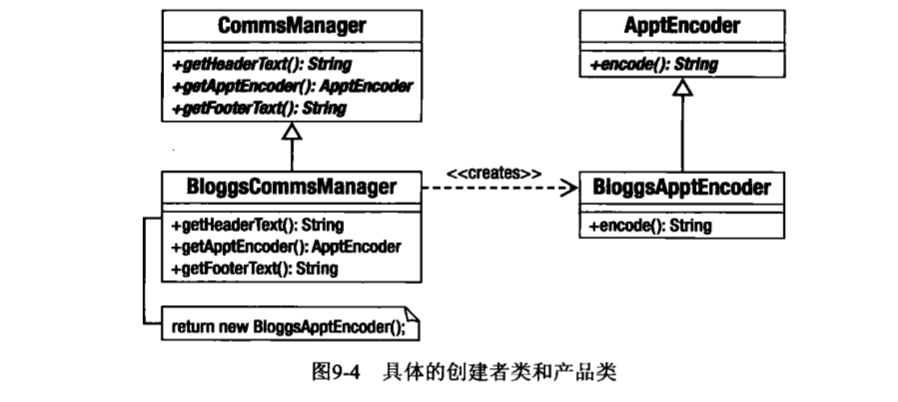 CommsManager
+getHeaderText(): String
+getApptEncoder(): ApptEncoder
+getFooterText(): String
ApptEncoder
+encode(): String
<<creates>>
BloggsCommsManager
+getHeaderText(): String
+getApptEncoder(): ApptEncoder
+getFooterText(): String
BloggsApptEncoder
+encode(): String
return new BloggsApptEncoder();
图9-4 具体的创建者类和产品类